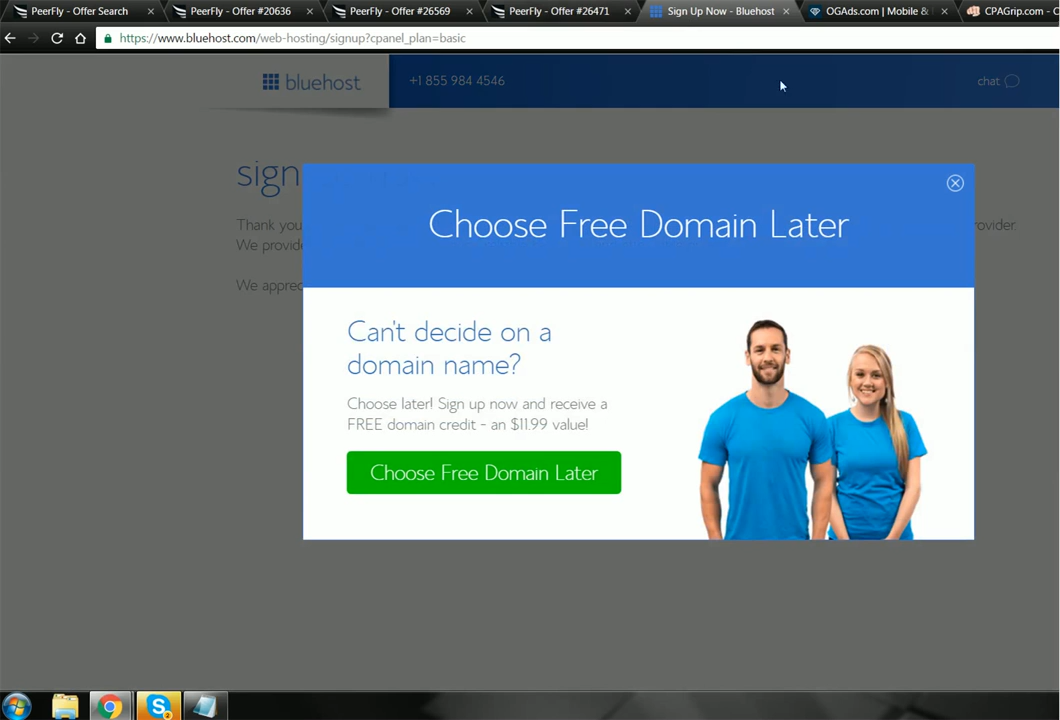 PeerFly - Offer Search
PeerFly - Offer #20636
PeerFly - Offer #26569
PeerFly - Offer #26471
Sign Up Now - Bluehost
OGAds.com | Mobile &
CPAGrip.com - C
https://www.bluehost.com/web-hosting/signup?cpanel_plan=basic
bluehost
+1 855 984 4546
chat
sign
Choose Free Domain Later
Thank you
rovider.
We provide
We apprec
Can't decide on a
domain name?
Choose later! Sign up now and receive a
FREE domain credit - an $11.99 value!
Choose Free Domain Later
S
2